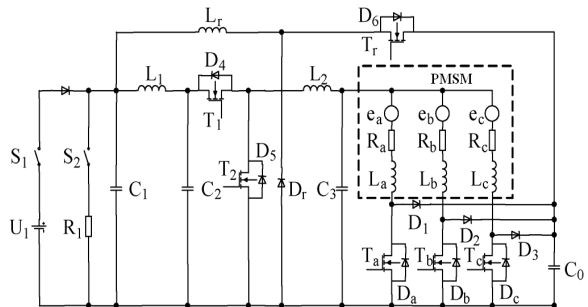 L_r D_6
T_r
L_1 D_4 L_2 PMSM
T_1
e_a e_b e_c
S_1 S_2 T_2 D_5 R_a R_b R_c
C_1 C_2 D_r C_3 L_a L_b L_c
U_1 R_1 D_1
D_2
T_a T_b T_c D_3
C_0
D_a D_b D_c